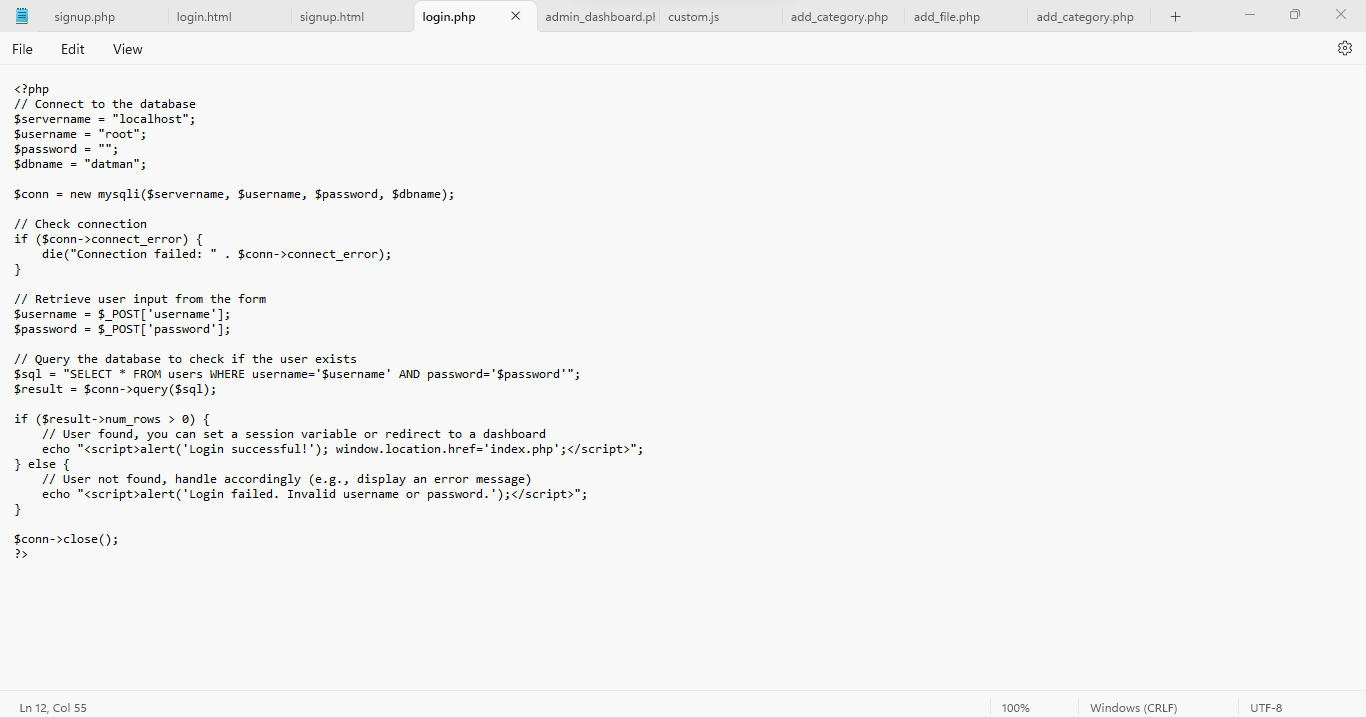 signup.php
login.html
signup.html
login.php
admin_dashboard.pl
custom.js
add_category.php
add_file.php
add_category.php
File
Edit
View
<?php
// Connect to the database
$servername = "localhost";
$username = "root";
$password = "";
$dbname = "datman";

$conn = new mysqli($servername, $username, $password, $dbname);

// Check connection
if ($conn->connect_error) {
    die("Connection failed: " . $conn->connect_error);
}

// Retrieve user input from the form
$username = $_POST['username'];
$password = $_POST['password'];

// Query the database to check if the user exists
$sql = "SELECT * FROM users WHERE username='$username' AND password='$password'";
$result = $conn->query($sql);

if ($result->num_rows > 0) {
    // User found, you can set a session variable or redirect to a dashboard
    echo "<script>alert('Login successful!'); window.location.href='index.php';</script>";
} else {
    // User not found, handle accordingly (e.g., display an error message)
    echo "<script>alert('Login failed. Invalid username or password.');</script>";
}

$conn->close();
?>
Ln 12, Col 55
100%
Windows (CRLF)
UTF-8